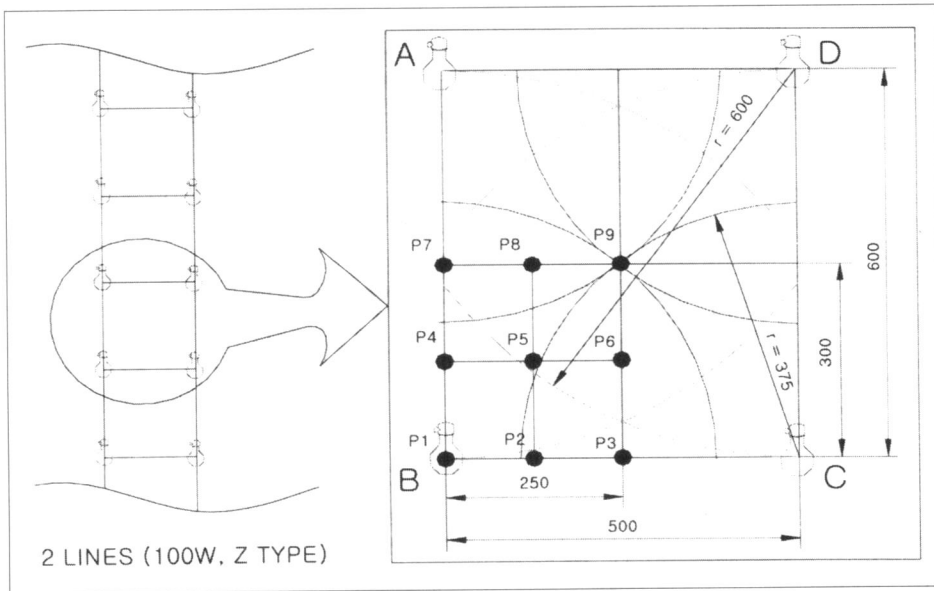 A
D
r = 600
P7
P8
P9
600
P4
P5
P6
r = 375
300
P1
P2
P3
B
C
250
500
2 LINES (100W, Z TYPE)